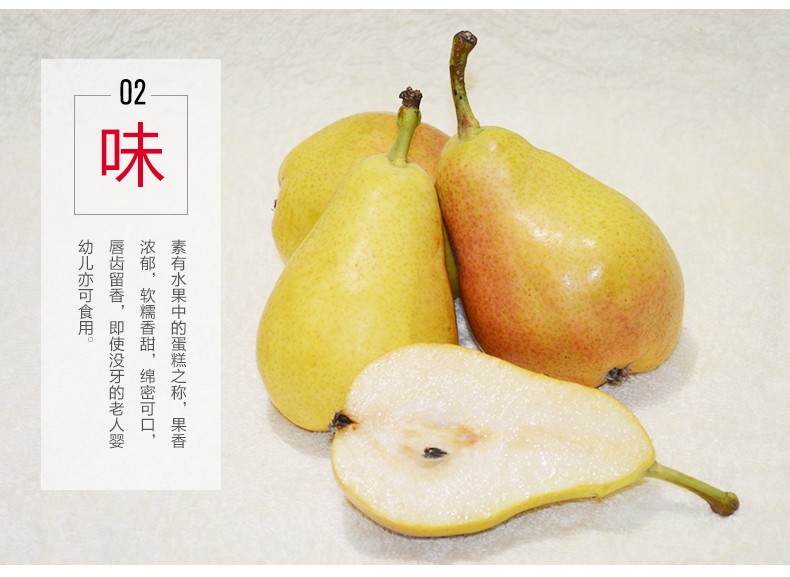 02
味
素有水果中的蛋糕之称，果香
浓郁，软糯香甜，绵密可口，
唇齿留香，即使没牙的老人婴
幼儿亦可食用。